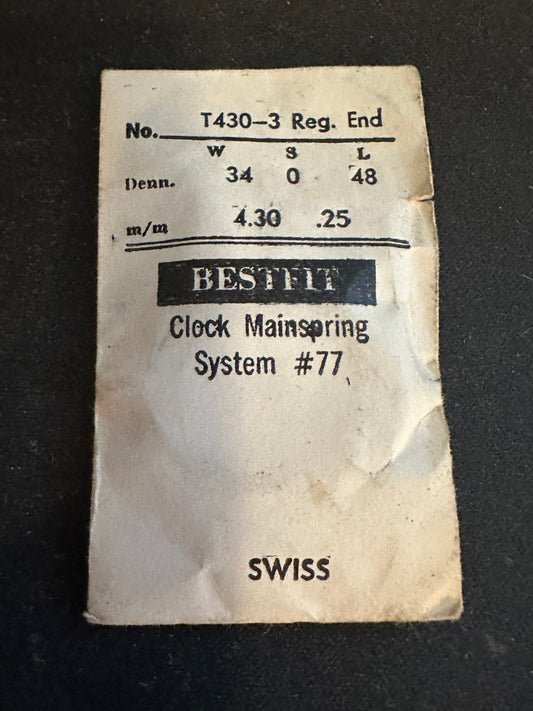 No. T430-3 Reg. End
W S L
Denn. 34 0 48
m/m 4.30 .25
BESTFIT
Clock Mainspring
System #77
SWISS